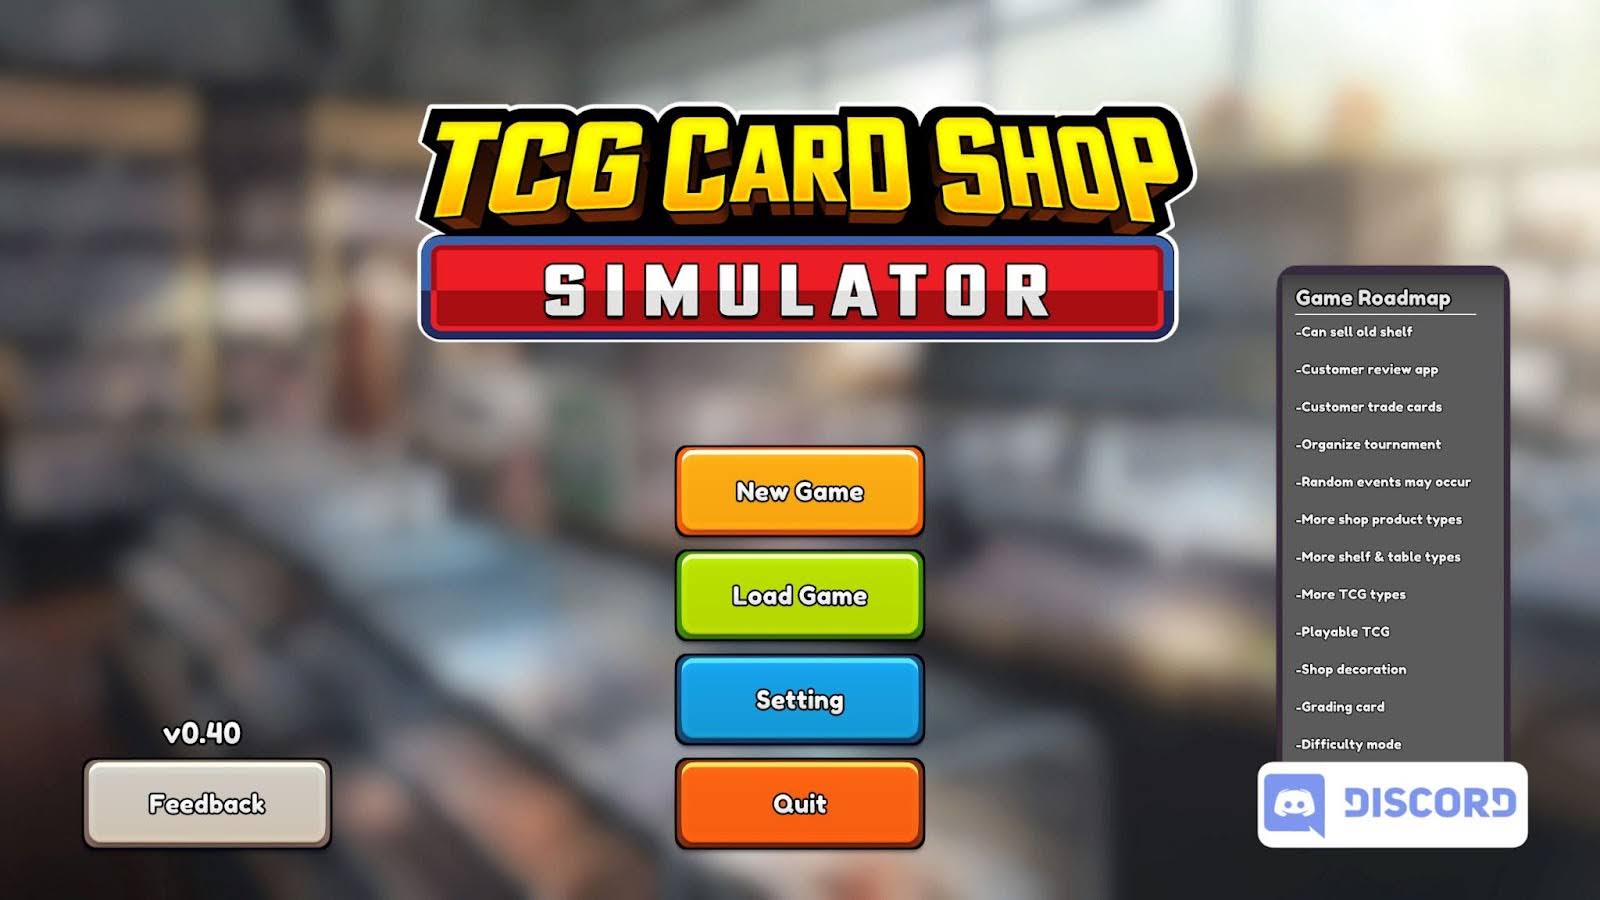 TCG CARD SHOP
SIMULATOR
New Game
Load Game
Setting
Quit
v0.40
Feedback
Game Roadmap
-Can sell old shelf
-Customer review app
-Customer trade cards
-Organize tournament
-Random events may occur
-More shop product types
-More shelf & table types
-More TCG types
-Playable TCG
-Shop decoration
-Grading card
-Difficulty mode
DISCORD